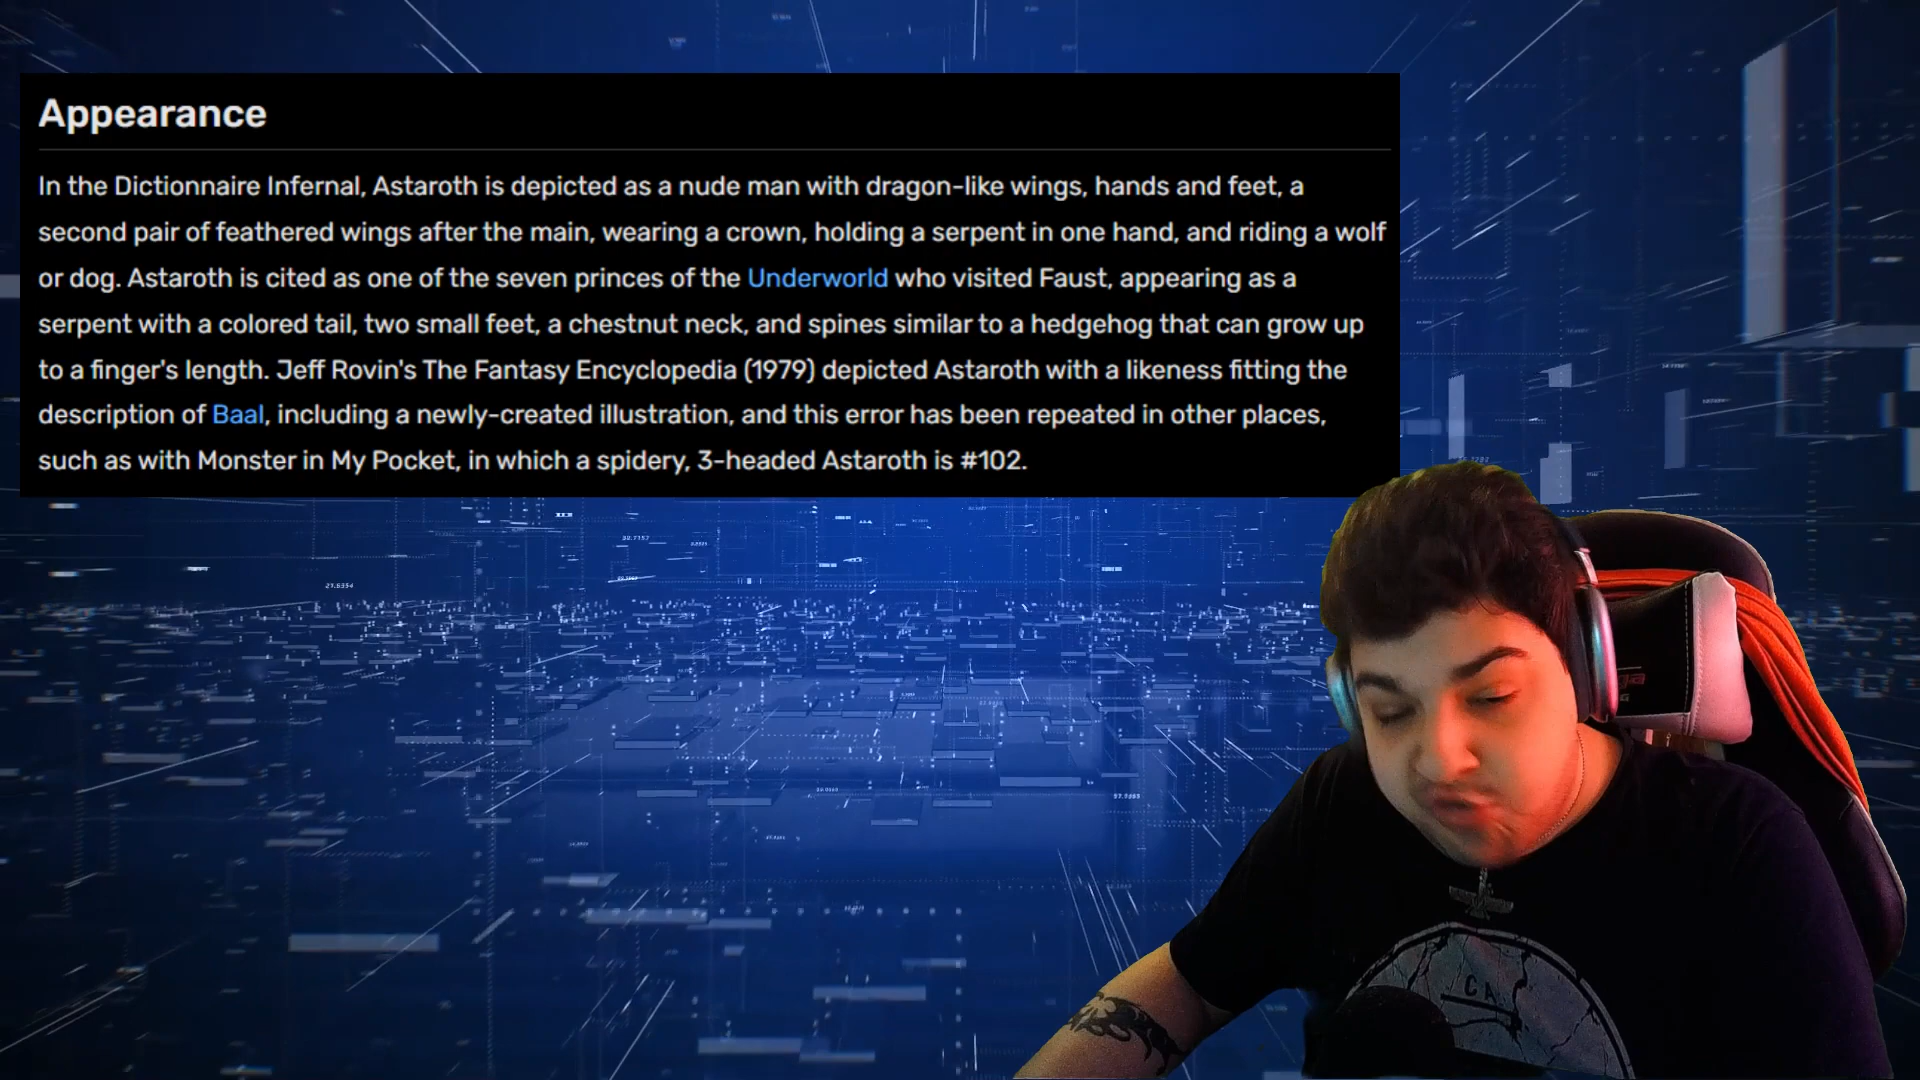 Appearance
In the Dictionnaire Infernal, Astaroth is depicted as a nude man with dragon-like wings, hands and feet, a
second pair of feathered wings after the main, wearing a crown, holding a serpent in one hand, and riding a wolf
or dog. Astaroth is cited as one of the seven princes of the Underworld who visited Faust, appearing as a
serpent with a colored tail, two small feet, a chestnut neck, and spines similar to a hedgehog that can grow up
to a finger's length. Jeff Rovin's The Fantasy Encyclopedia (1979) depicted Astaroth with a likeness fitting the
description of Baal, including a newly-created illustration, and this error has been repeated in other places,
such as with Monster in My Pocket, in which a spidery, 3-headed Astaroth is #102.
27.5354
CA